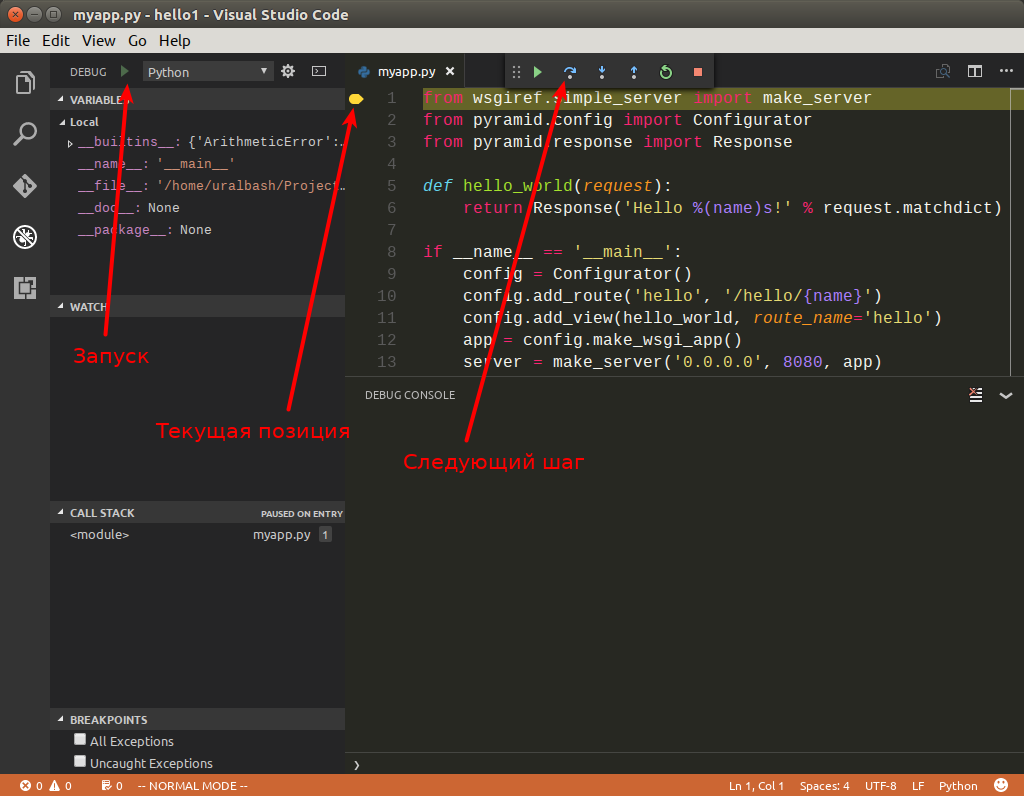 myapp.py - hello1 - Visual Studio Code
File Edit View Go Help
DEBUG Python
VARIABLES
Local
__builtins__: {'ArithmeticError':…
__name__: '__main__'
__file__: '/home/uralbash/Project…
__doc__: None
__package__: None
WATCH
Запуск
Текущая позиция
CALL STACK PAUSED ON ENTRY
<module> myapp.py 1
BREAKPOINTS
All Exceptions
Uncaught Exceptions
myapp.py
1 from wsgiref.simple_server import make_server
2 from pyramid.config import Configurator
3 from pyramid.response import Response
4
5 def hello_world(request):
6 return Response('Hello %(name)s!' % request.matchdict)
7
8 if __name__ == '__main__':
9 config = Configurator()
10 config.add_route('hello', '/hello/{name}')
11 config.add_view(hello_world, route_name='hello')
12 app = config.make_wsgi_app()
13 server = make_server('0.0.0.0', 8080, app)
DEBUG CONSOLE
Следующий шаг
0 0 0 -- NORMAL MODE -- Ln 1, Col 1 Spaces: 4 UTF-8 LF Python